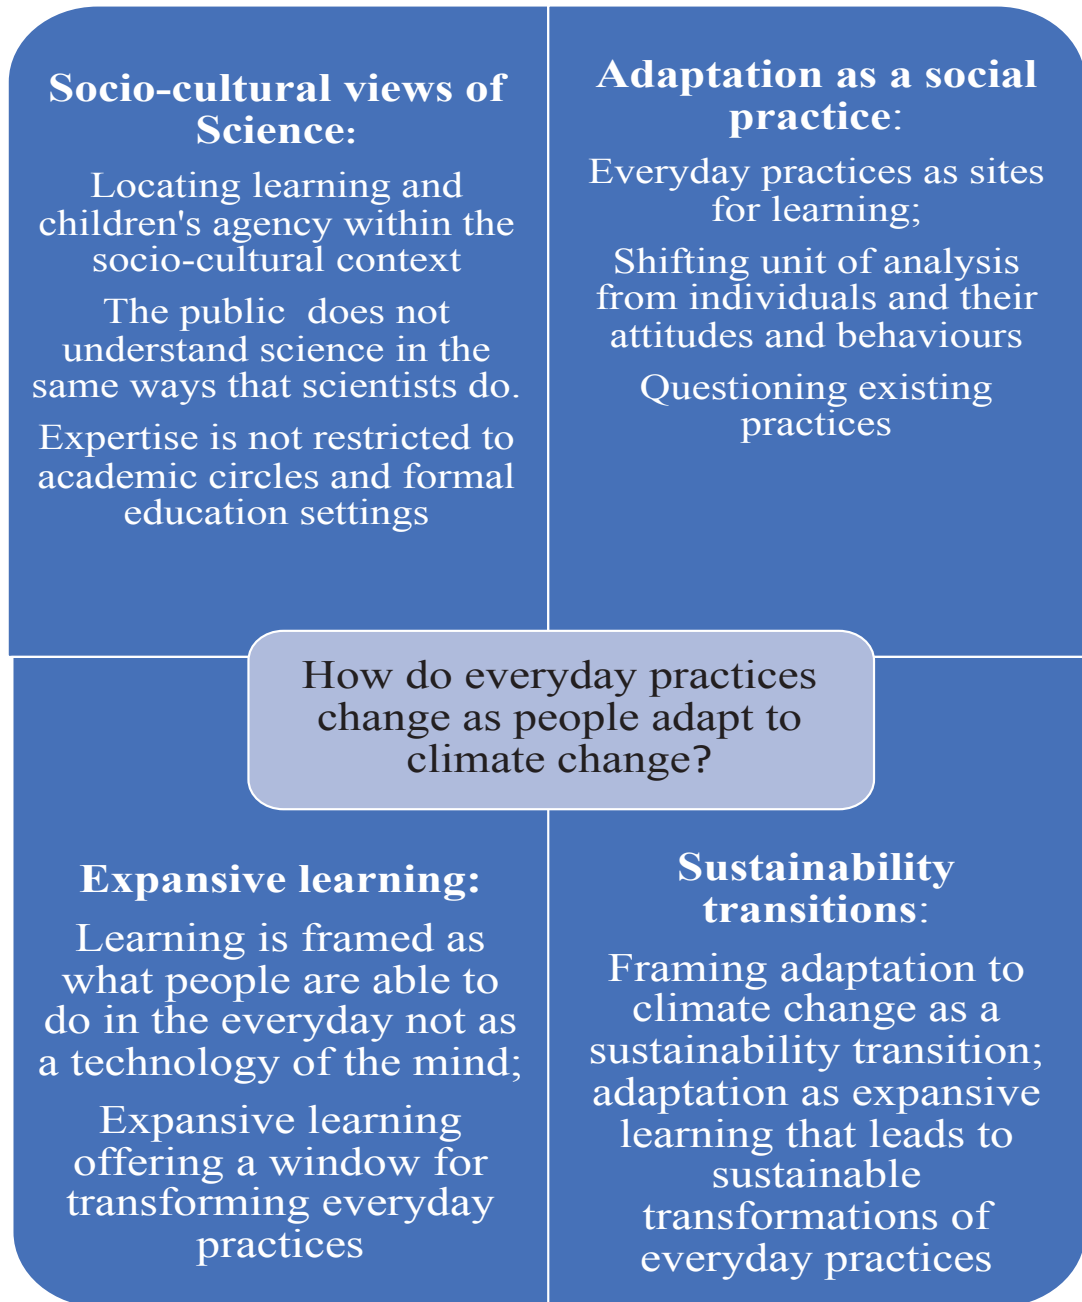 Socio-cultural views of
Science:
Locating learning and
children's agency within the
socio-cultural context
The public  does not
understand science in the
same ways that scientists do.
Expertise is not restricted to
academic circles and formal
education settings
Adaptation as a social
practice:
Everyday practices as sites
for learning;
Shifting unit of analysis
from individuals and their
attitudes and behaviours
Questioning existing
practices
How do everyday practices
change as people adapt to
climate change?
Expansive learning:
Learning is framed as
what people are able to
do in the everyday not as
a technology of the mind;
Expansive learning
offering a window for
transforming everyday
practices
Sustainability
transitions:
Framing adaptation to
climate change as a
sustainability transition;
adaptation as expansive
learning that leads to
sustainable
transformations of
everyday practices